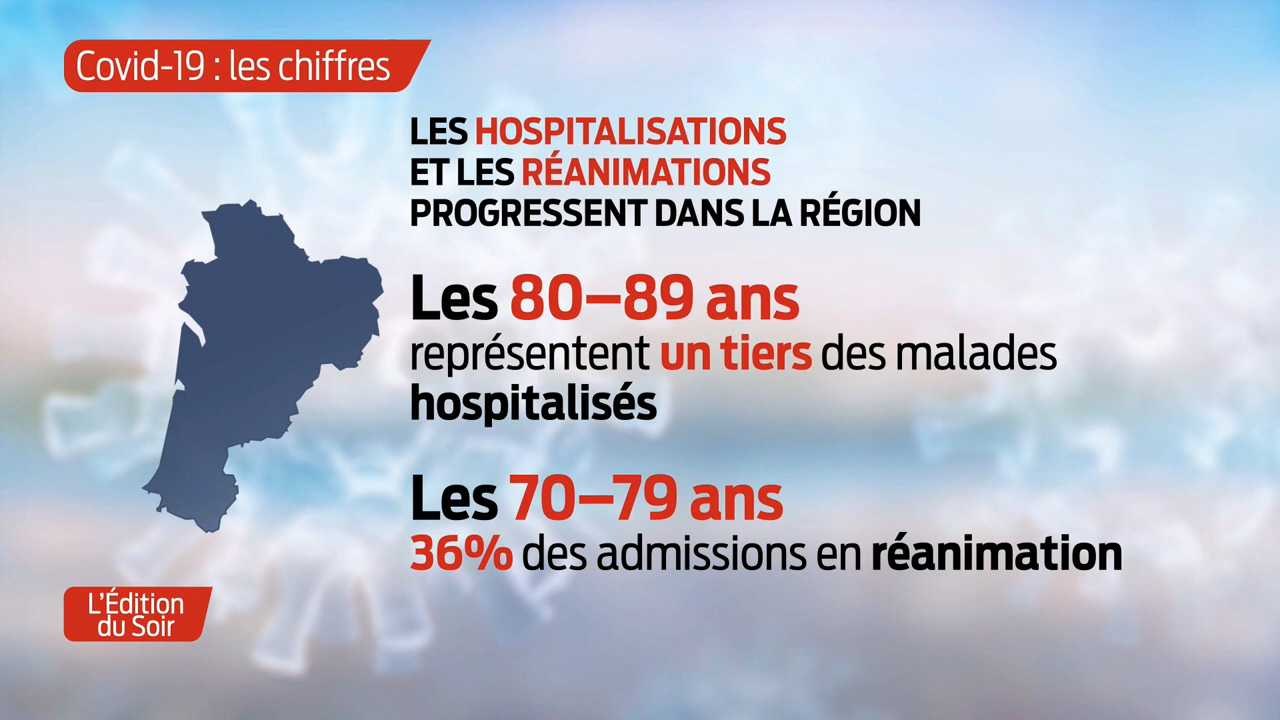 Covid-19 : les chiffres
LES HOSPITALISATIONS
ET LES RÉANIMATIONS
PROGRESSENT DANS LA RÉGION
Les 80–89 ans
représentent un tiers des malades
hospitalisés
Les 70–79 ans
36% des admissions en réanimation
L'Édition
du Soir